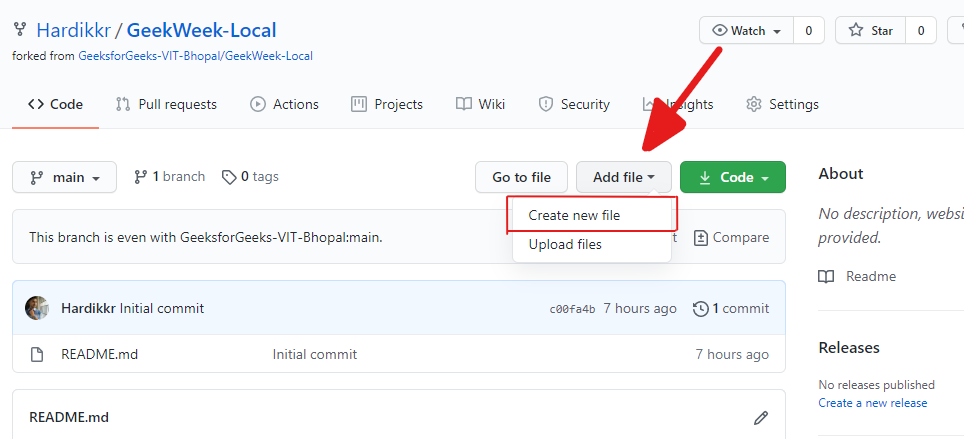 Hardikkr / GeekWeek-Local
Watch 0 Star 0
forked from GeeksforGeeks-VIT-Bhopal/GeekWeek-Local
Code Pull requests Actions Projects Wiki Security Insights Settings
main 1 branch 0 tags Go to file Add file Code
About
Create new file
Upload files
This branch is even with GeeksforGeeks-VIT-Bhopal:main.
Compare
No description, websi
provided.
Readme
Hardikkr Initial commit c00fa4b 7 hours ago 1 commit
README.md Initial commit 7 hours ago
Releases
No releases published
Create a new release
README.md